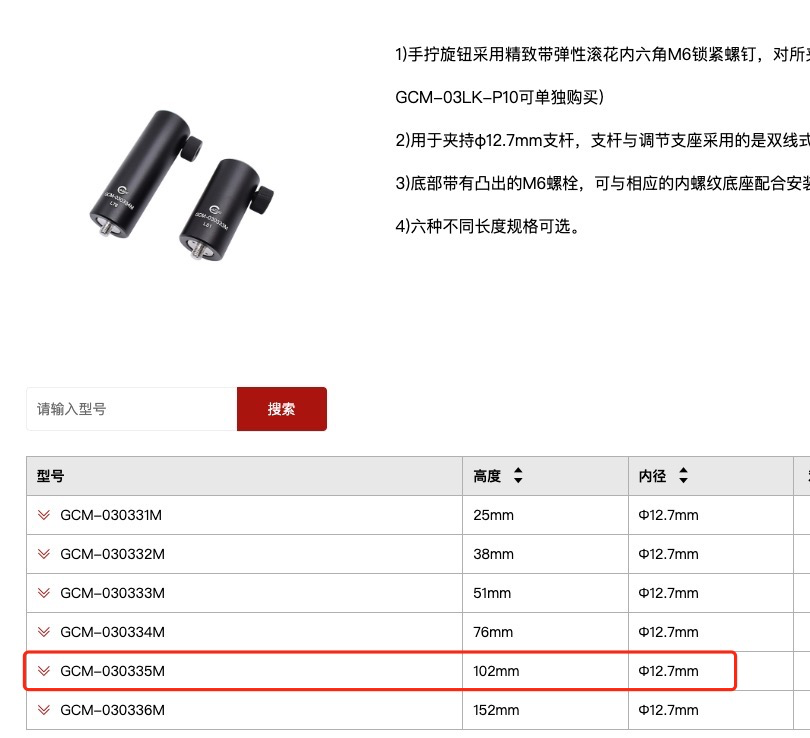 1)手拧旋钮采用精致带弹性滚花内六角M6锁紧螺钉，对所
GCM-03LK-P10可单独购买)
2)用于夹持φ12.7mm支杆，支杆与调节支座采用的是双线式
3)底部带有凸出的M6螺栓，可与相应的内螺纹底座配合安装
4)六种不同长度规格可选。
GCM-030334M
L76
GCM-030333M
L51
请输入型号 搜索
型号 高度 内径
GCM-030331M 25mm Φ12.7mm
GCM-030332M 38mm Φ12.7mm
GCM-030333M 51mm Φ12.7mm
GCM-030334M 76mm Φ12.7mm
GCM-030335M 102mm Φ12.7mm
GCM-030336M 152mm Φ12.7mm